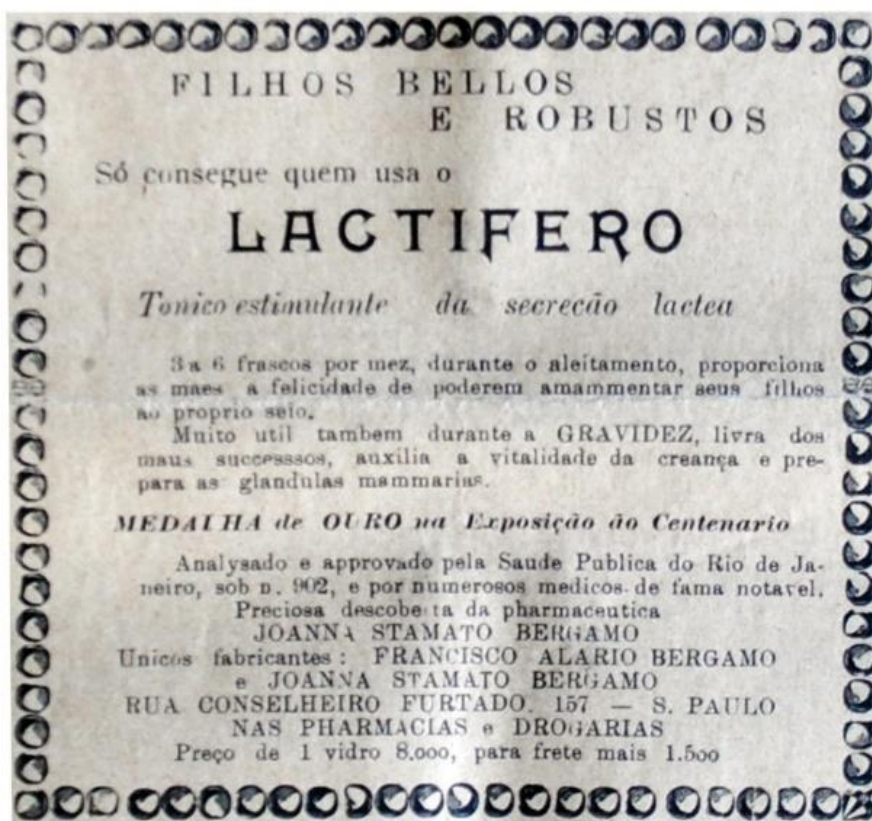 FILHOS BELLOS
E ROBUSTOS
Só consegue quem usa o
LACTIFERO
Tonico estimulante da secrecão lactea
3 a 6 frascos por mez, durante o aleitamento, proporciona
as maes a felicidade de poderem amammentar seus filhos
ao proprio seio.
Muito util tambem durante a GRAVIDEZ, livra dos
maus successsos, auxilia a vitalidade da creança e pre-
para as glandulas mammarias.
MEDALHA de OURO na Exposição do Centenario
Analysado e approvado pela Saude Publica do Rio de Ja-
neiro, sob n. 902, e por numerosos medicos de fama notavel.
Preciosa descoberta da pharmaceutica
JOANNA STAMATO BERGAMO
Unicos fabricantes: FRANCISCO ALARIO BERGAMO
e JOANNA STAMATO BERGAMO
RUA CONSELHEIRO FURTADO. 157 — S. PAULO
NAS PHARMACIAS e DROGARIAS
Preço de 1 vidro 8.000, para frete mais 1.500